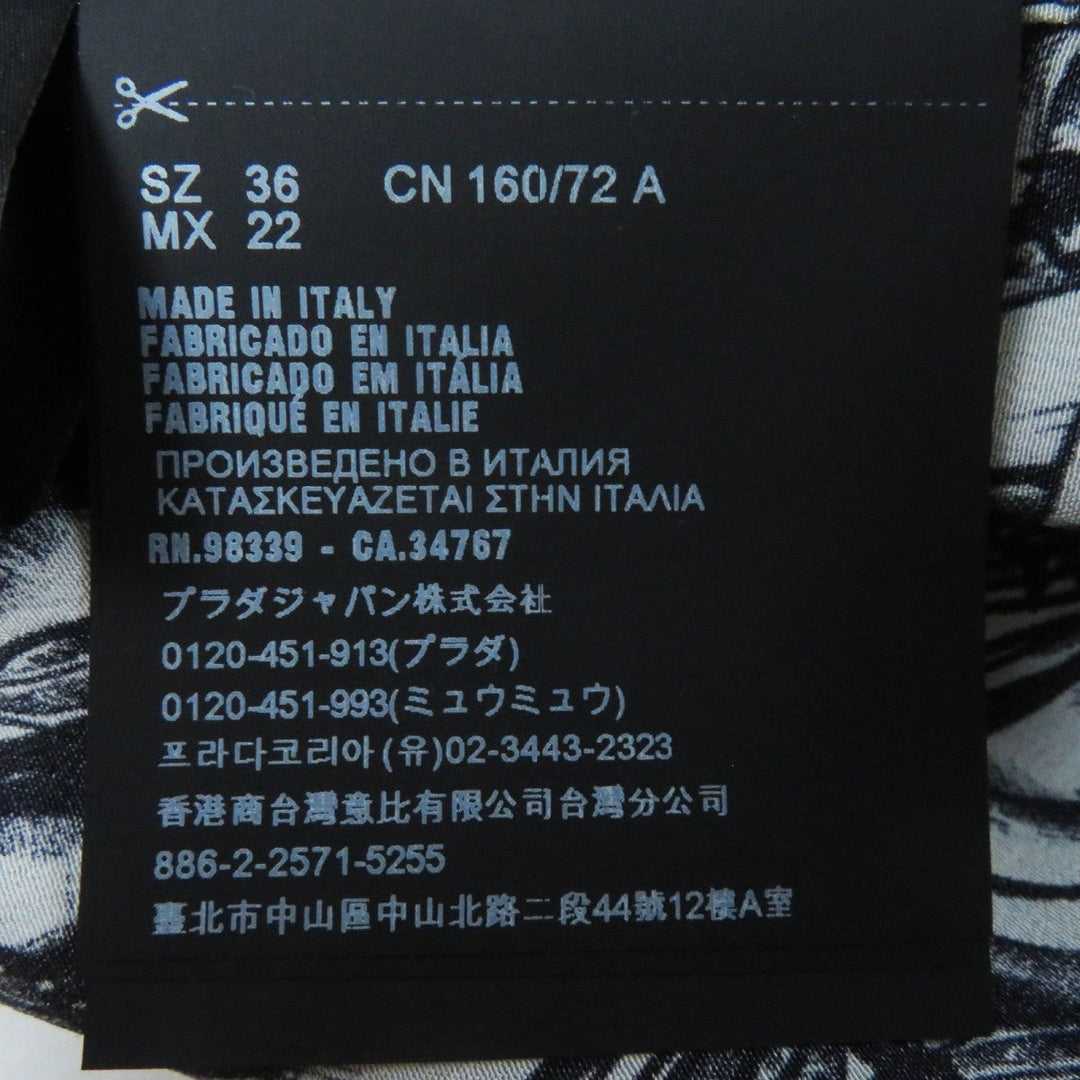 SZ 36 CN 160/72 A
MX 22
MADE IN ITALY
FABRICADO EN ITALIA
FABRICADO EM ITÁLIA
FABRIQUÉ EN ITALIE
ПРОИЗВЕДЕНО В ИТАЛИЯ
ΚΑΤΑΣΚΕΥΑΖΕΤΑΙ ΣΤΗΝ ΙΤΑΛΙΑ
RN.98339 - CA.34767
プラダジャパン株式会社
0120-451-913(プラダ)
0120-451-993(ミュウミュウ)
프라다코리아(유)02-3443-2323
香港商台灣意比有限公司台灣分公司
886-2-2571-5255
臺北市中山區中山北路二段44號12樓A室